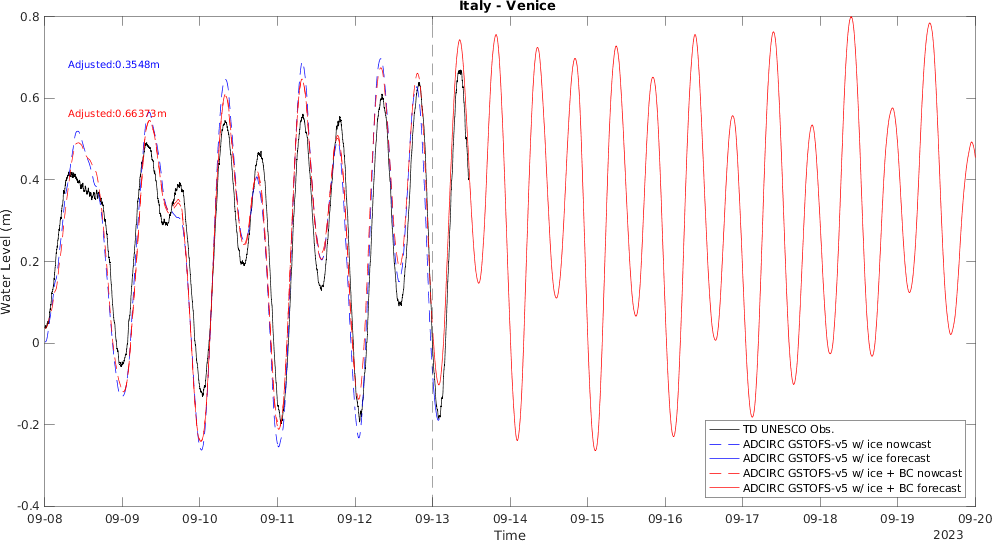 Italy - Venice
Adjusted:0.3548m
Adjusted:0.66373m
Water Level (m)
0.8
0.6
0.4
0.2
0
-0.2
-0.4
TD UNESCO Obs.
ADCIRC GSTOFS-v5 w/ ice nowcast
ADCIRC GSTOFS-v5 w/ ice forecast
ADCIRC GSTOFS-v5 w/ ice + BC nowcast
ADCIRC GSTOFS-v5 w/ ice + BC forecast
09-08 09-09 09-10 09-11 09-12 09-13 09-14 09-15 09-16 09-17 09-18 09-19 09-20
Time
2023